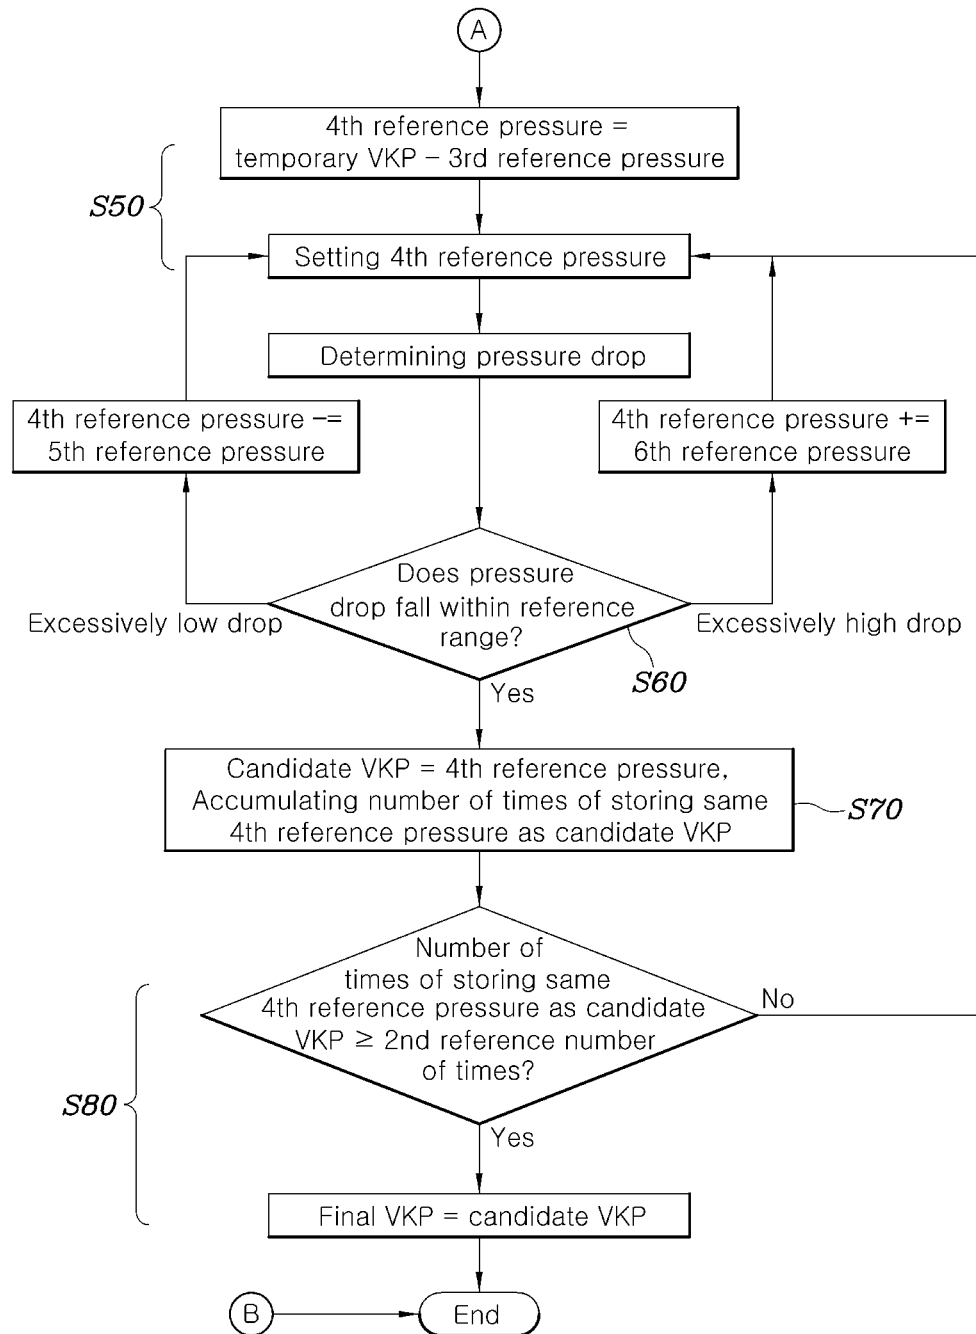 A
4th reference pressure =
temporary VKP – 3rd reference pressure
S50
Setting 4th reference pressure
Determining pressure drop
4th reference pressure –=
5th reference pressure
4th reference pressure +=
6th reference pressure
Does pressure
drop fall within reference
range?
Excessively low drop
Excessively high drop
S60
Yes
Candidate VKP = 4th reference pressure,
Accumulating number of times of storing same
4th reference pressure as candidate VKP
S70
Number of
times of storing same
4th reference pressure as candidate
VKP ≥ 2nd reference number
of times?
No
S80
Yes
Final VKP = candidate VKP
B
End